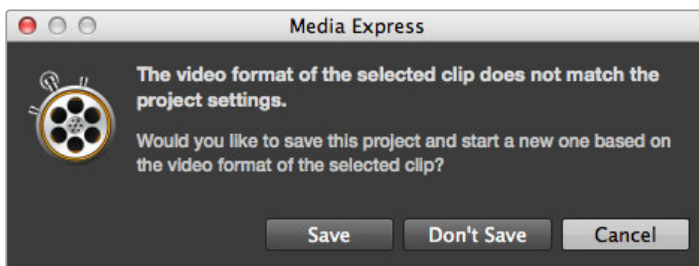 Media Express
The video format of the selected clip does not match the
project settings.
Would you like to save this project and start a new one based on
the video format of the selected clip?
Save
Don't Save
Cancel